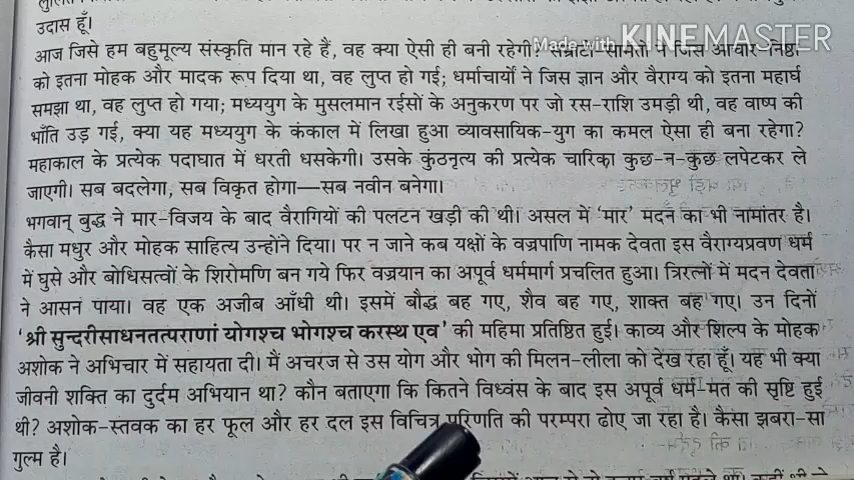 उदास हूँ।
Made with KINEMASTER
आज जिसे हम बहुमूल्य संस्कृति मान रहे हैं, वह क्या ऐसी ही बनी रहेगी? सम्राटों-सामंतों ने जिस आचार-निष्ठा
को इतना मोहक और मादक रूप दिया था, वह लुप्त हो गई; धर्माचार्यों ने जिस ज्ञान और वैराग्य को इतना महार्घ
समझा था, वह लुप्त हो गया; मध्ययुग के मुसलमान रईसों के अनुकरण पर जो रस-राशि उमड़ी थी, वह वाष्प की
भाँति उड़ गई, क्या यह मध्ययुग के कंकाल में लिखा हुआ व्यावसायिक-युग का कमल ऐसा ही बना रहेगा?
महाकाल के प्रत्येक पदाघात में धरती धसकेगी। उसके कुंठनृत्य की प्रत्येक चारिका कुछ-न-कुछ लपेटकर ले
जाएगी। सब बदलेगा, सब विकृत होगा—सब नवीन बनेगा।
भगवान् बुद्ध ने मार-विजय के बाद वैरागियों की पलटन खड़ी की थी। असल में 'मार' मदन का भी नामांतर है।
कैसा मधुर और मोहक साहित्य उन्होंने दिया। पर न जाने कब यक्षों के वज्रपाणि नामक देवता इस वैराग्यप्रवण धर्म
में घुसे और बोधिसत्वों के शिरोमणि बन गये फिर वज्रयान का अपूर्व धर्ममार्ग प्रचलित हुआ। त्रिरत्नों में मदन देवता
ने आसन पाया। वह एक अजीब आँधी थी। इसमें बौद्ध बह गए, शैव बह गए, शाक्त बह गए। उन दिनों
'श्री सुन्दरीसाधनतत्पराणां योगश्च भोगश्च करस्थ एव' की महिमा प्रतिष्ठित हुई। काव्य और शिल्प के मोहक
अशोक ने अभिचार में सहायता दी। मैं अचरज से उस योग और भोग की मिलन-लीला को देख रहा हूँ। यह भी क्या
जीवनी शक्ति का दुर्दम अभियान था? कौन बताएगा कि कितने विध्वंस के बाद इस अपूर्व धर्म-मत की सृष्टि हुई
थी? अशोक-स्तवक का हर फूल और हर दल इस विचित्र परिणति की परम्परा ढोए जा रहा है। कैसा झबरा-सा
गुल्म है।